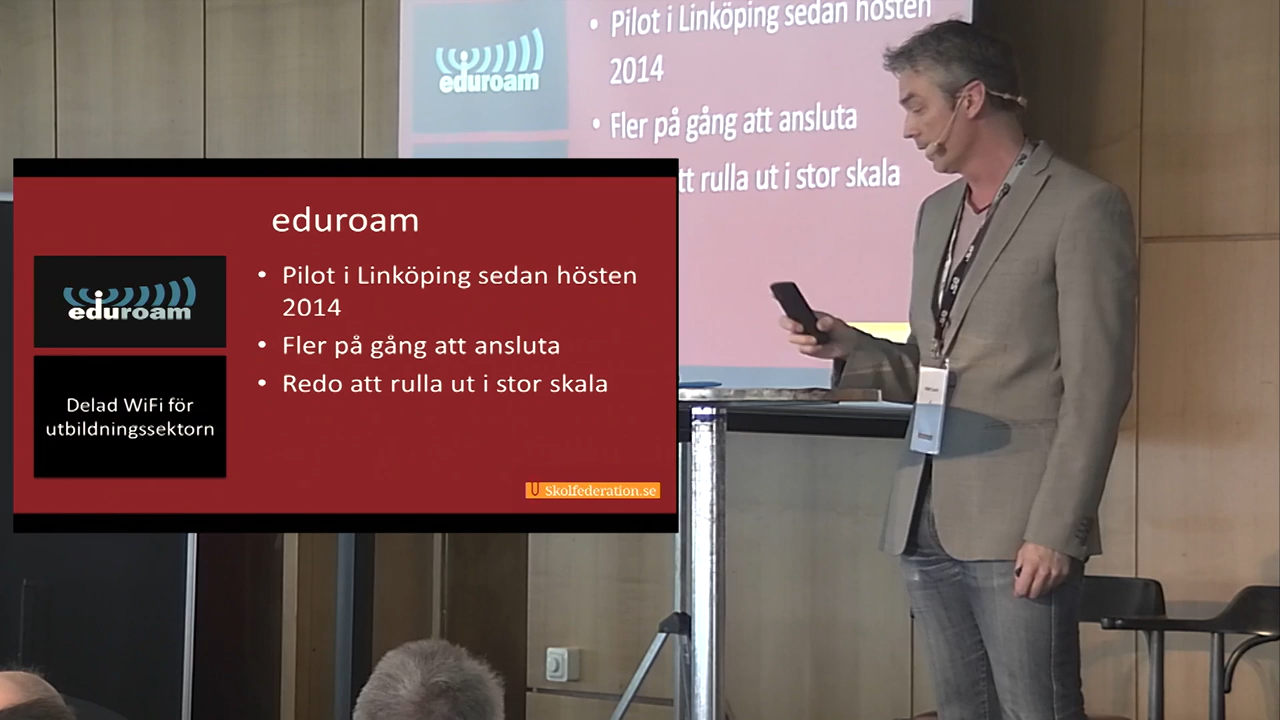 eduroam
Pilot i Linköping sedan hösten
2014
Fler på gång att ansluta
tt rulla ut i stor skala
eduroam
eduroam
Delad WiFi för
utbildningssektorn
• Pilot i Linköping sedan hösten
2014
• Fler på gång att ansluta
• Redo att rulla ut i stor skala
Skolfederation.se